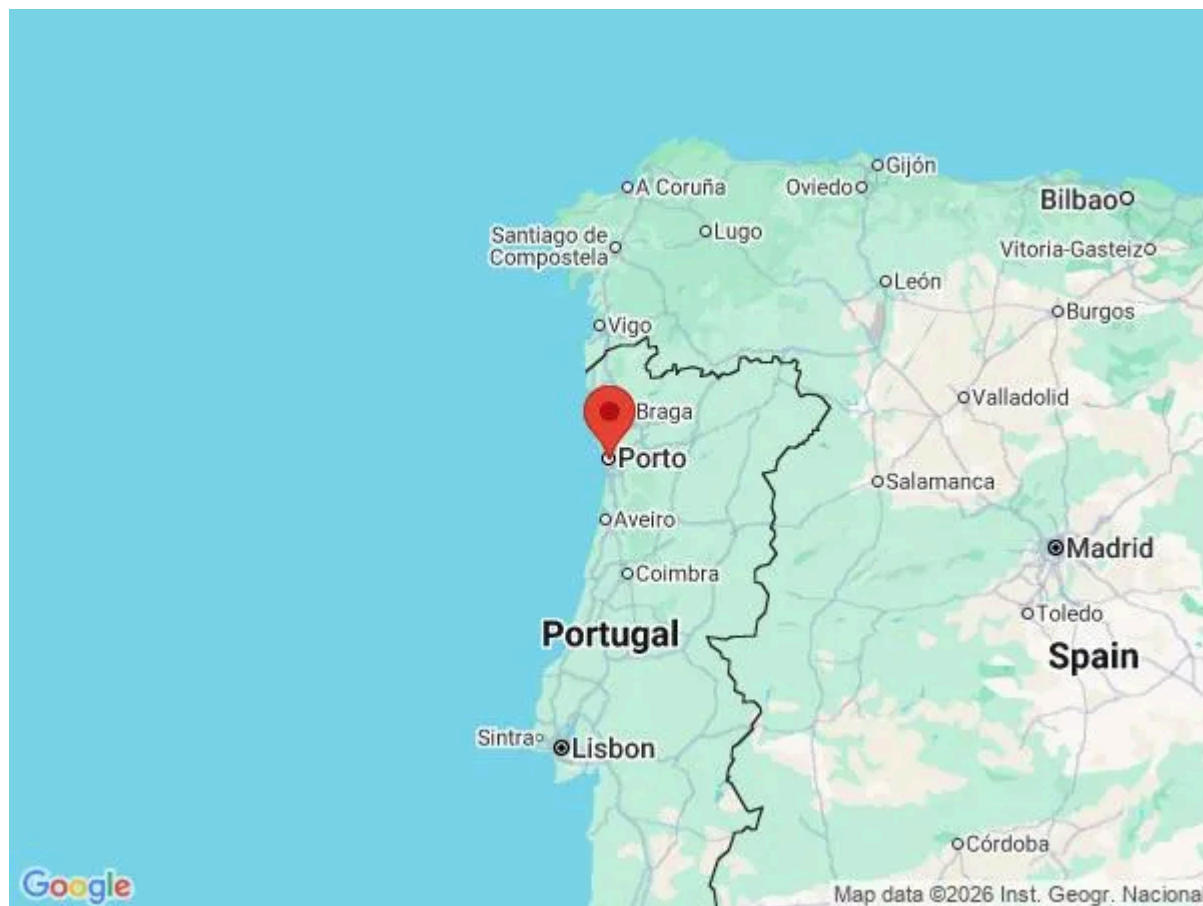 Gijón
A Coruña
Oviedo
Bilbao
Lugo
Santiago de
Compostela
Vitoria-Gasteiz
León
Burgos
Vigo
Valladolid
Braga
Porto
Salamanca
Aveiro
Madrid
Coimbra
Toledo
Portugal
Spain
Sintra
Lisbon
Córdoba
Google
Map data ©2026 Inst. Geogr. Nacional